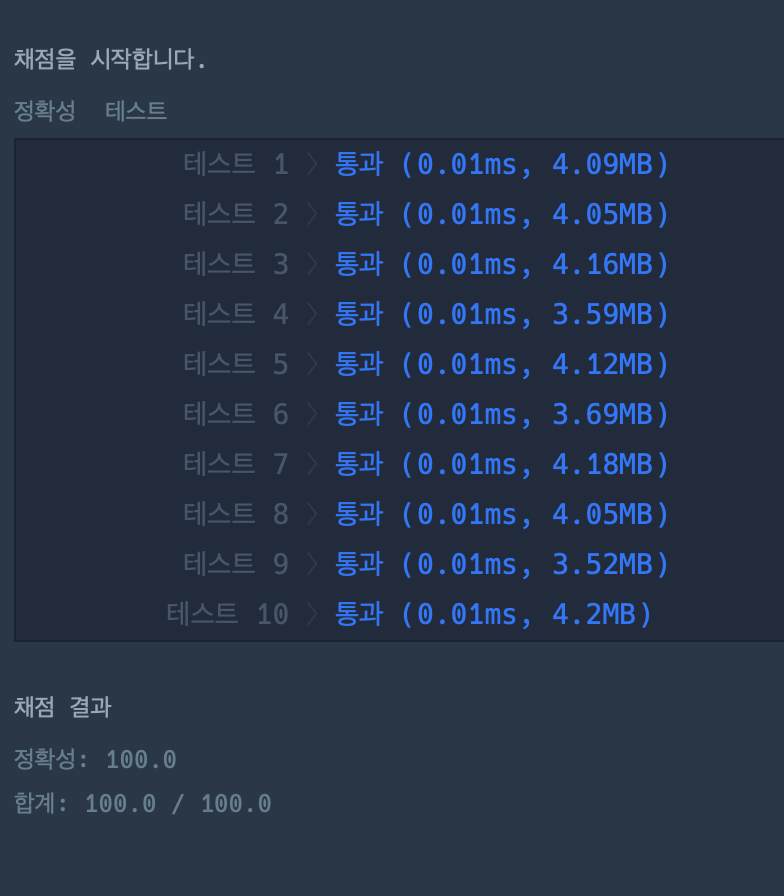 채점을 시작합니다.
정확성 테스트
테스트 1 〉 통과 (0.01ms, 4.09MB)
테스트 2 〉 통과 (0.01ms, 4.05MB)
테스트 3 〉 통과 (0.01ms, 4.16MB)
테스트 4 〉 통과 (0.01ms, 3.59MB)
테스트 5 〉 통과 (0.01ms, 4.12MB)
테스트 6 〉 통과 (0.01ms, 3.69MB)
테스트 7 〉 통과 (0.01ms, 4.18MB)
테스트 8 〉 통과 (0.01ms, 4.05MB)
테스트 9 〉 통과 (0.01ms, 3.52MB)
테스트 10 〉 통과 (0.01ms, 4.2MB)
채점 결과
정확성: 100.0
합계: 100.0 / 100.0